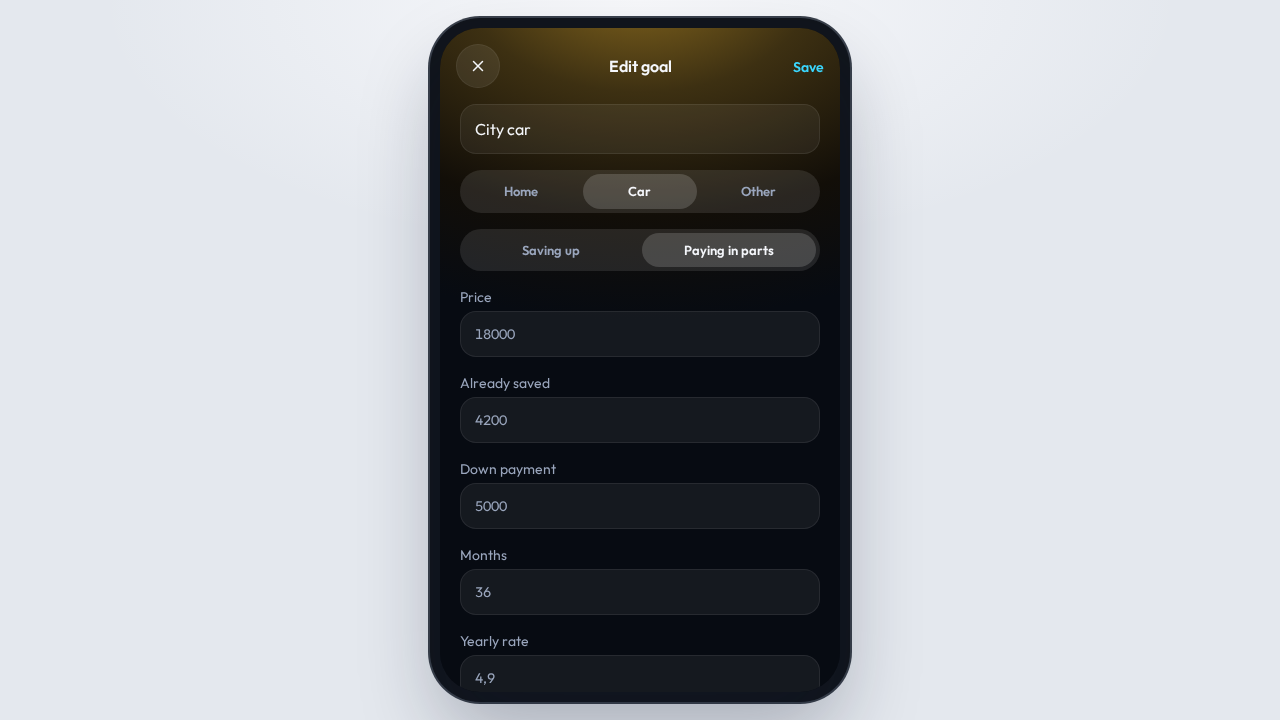 Edit goal
Save
City car
Home
Car
Other
Saving up
Paying in parts
Price
18000
Already saved
4200
Down payment
5000
Months
36
Yearly rate
4,9